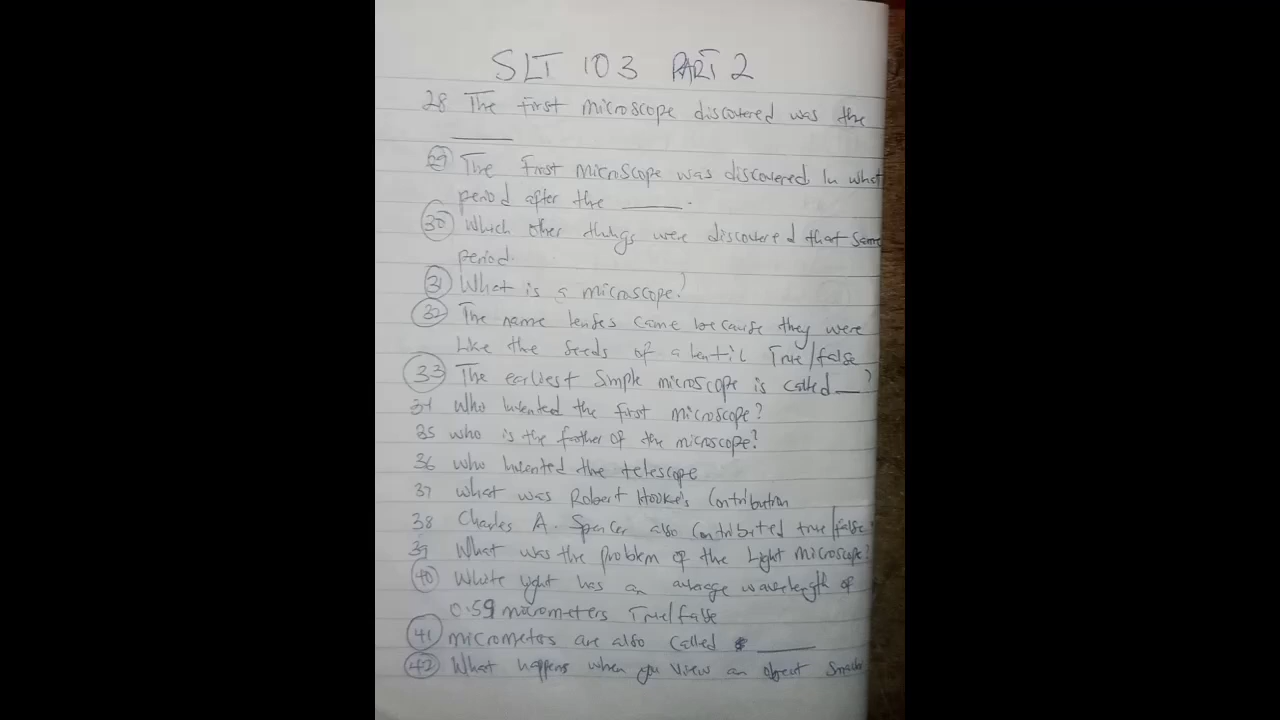 SLT 103 PART 2
28 The first microscope discovered was the
______
29 The first microscope was discovered in what
period after the ______.
30 Which other things were discovered that same
period.
31 What is a microscope?
32 The name lenses came because they were
like the seeds of a lentil True/false
33 The earliest simple microscope is called __?
34 Who invented the first microscope?
35 who is the father of the microscope?
36 who invented the telescope
37 what was Robert Hooke's Contribution
38 Charles A. Spencer also contributed true/false
39 What was the problem of the Light microscope?
40 White light has an average wavelength of
0.59 micrometers True/false
41 micrometers are also called ______
42 What happens when you view an object